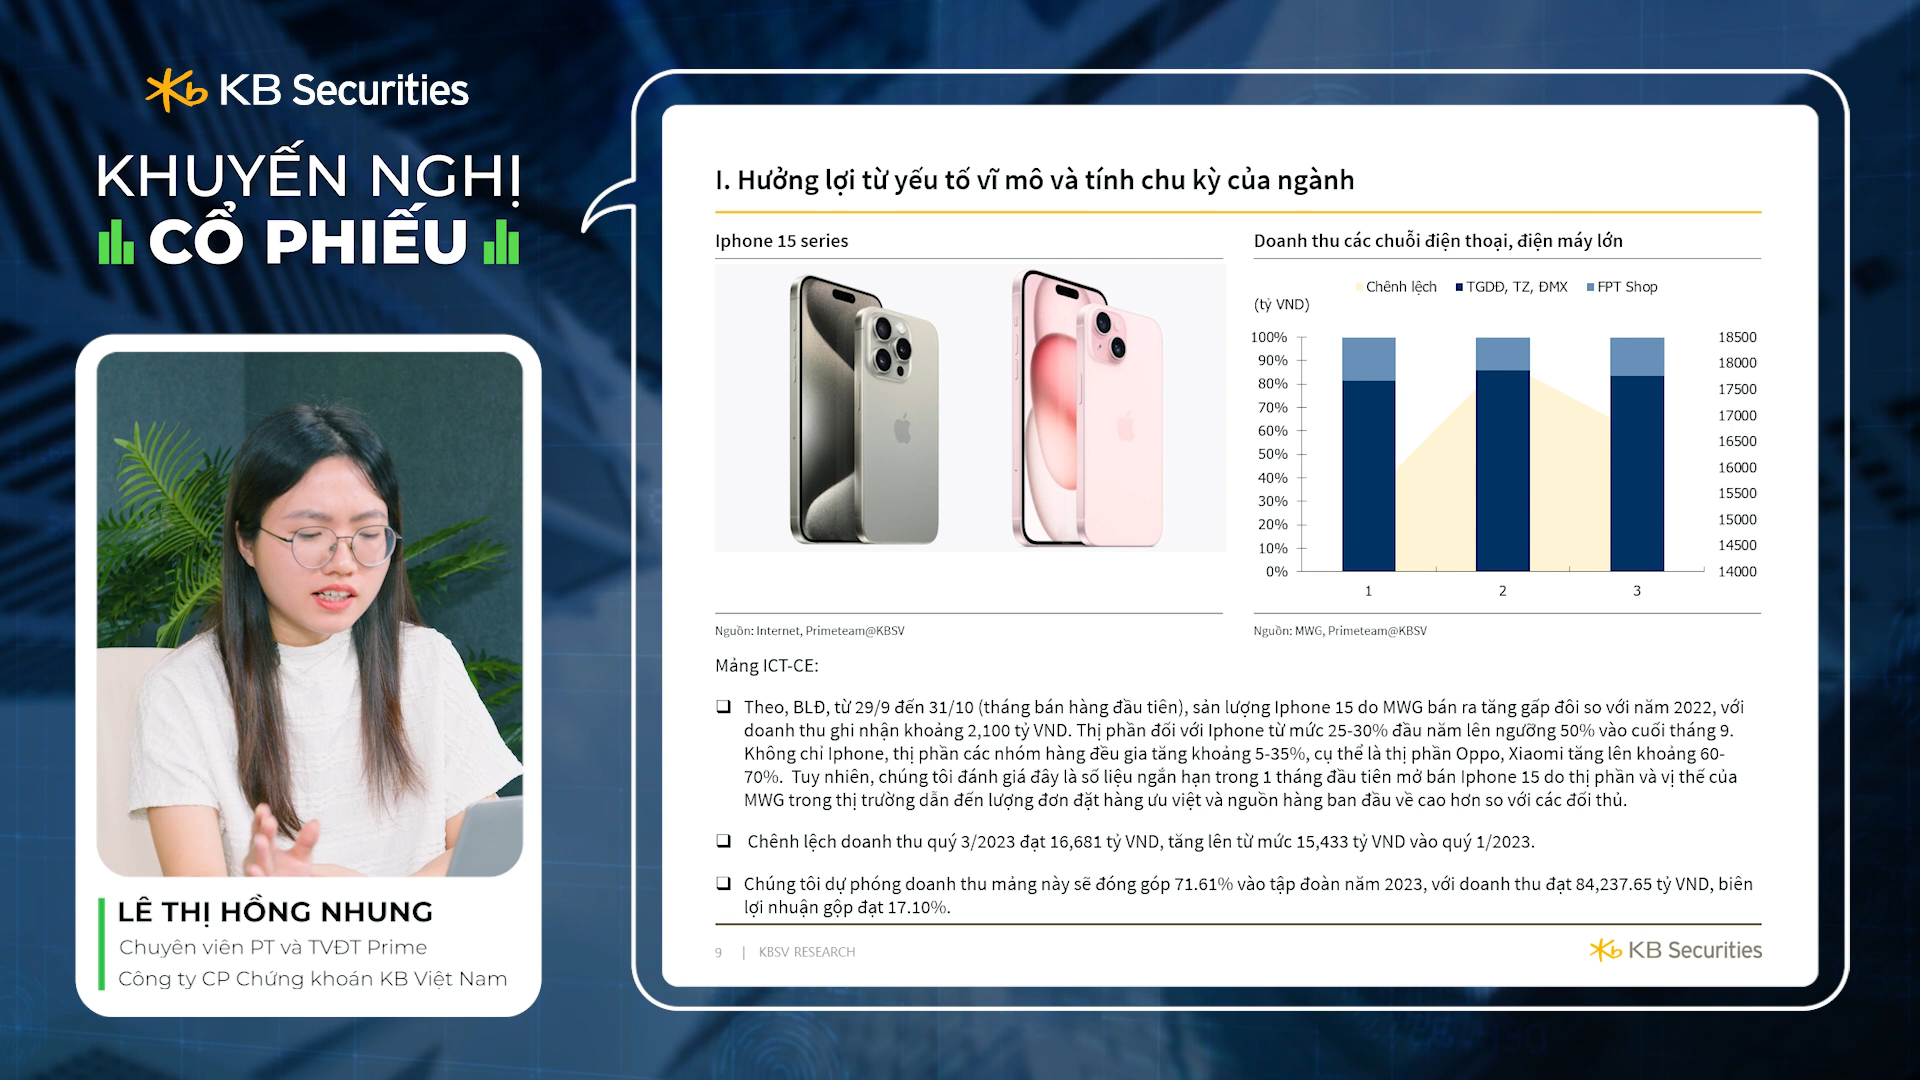 KB Securities
KHUYẾN NGHỊ
CỔ PHIẾU
LÊ THỊ HỒNG NHUNG
Chuyên viên PT và TVĐT Prime
Công ty CP Chứng khoán KB Việt Nam
I. Hưởng lợi từ yếu tố vĩ mô và tính chu kỳ của ngành
Iphone 15 series
Nguồn: Internet, Primeteam@KBSV
Doanh thu các chuỗi điện thoại, điện máy lớn
Chênh lệch TGDĐ, TZ, ĐMX FPT Shop
(tỷ VND)
100% 18500
90% 18000
80% 17500
70% 17000
60% 16500
50% 16000
40% 15500
30% 15000
20% 14500
10% 14000
0%
1 2 3
Nguồn: MWG, Primeteam@KBSV
Mảng ICT-CE:
Theo, BLĐ, từ 29/9 đến 31/10 (tháng bán hàng đầu tiên), sản lượng Iphone 15 do MWG bán ra tăng gấp đôi so với năm 2022, với
doanh thu ghi nhận khoảng 2,100 tỷ VND. Thị phần đối với Iphone từ mức 25-30% đầu năm lên ngưỡng 50% vào cuối tháng 9.
Không chỉ Iphone, thị phần các nhóm hàng đều gia tăng khoảng 5-35%, cụ thể là thị phần Oppo, Xiaomi tăng lên khoảng 60-
70%. Tuy nhiên, chúng tôi đánh giá đây là số liệu ngắn hạn trong 1 tháng đầu tiên mở bán Iphone 15 do thị phần và vị thế của
MWG trong thị trường dẫn đến lượng đơn đặt hàng ưu việt và nguồn hàng ban đầu về cao hơn so với các đối thủ.
Chênh lệch doanh thu quý 3/2023 đạt 16,681 tỷ VND, tăng lên từ mức 15,433 tỷ VND vào quý 1/2023.
Chúng tôi dự phóng doanh thu mảng này sẽ đóng góp 71.61% vào tập đoàn năm 2023, với doanh thu đạt 84,237.65 tỷ VND, biên
lợi nhuận gộp đạt 17.10%.
9 | KBSV RESEARCH
KB Securities